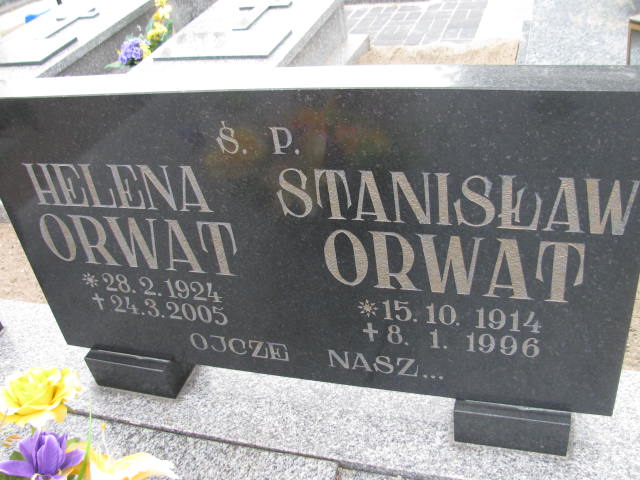 Ś. P.
HELENA
ORWAT
* 28. 2. 1924
† 24. 3. 2005
STANISŁAW
ORWAT
* 15. 10. 1914
† 8. 1. 1996
OJCZE NASZ...